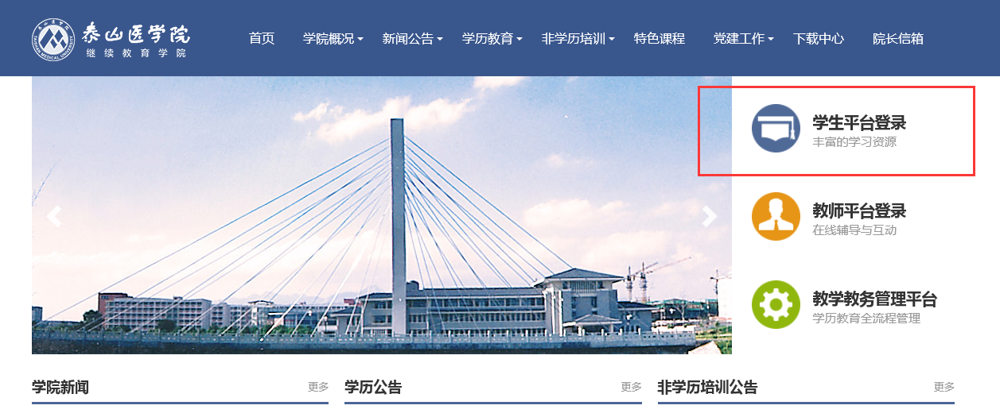 泰山医学院
继续教育学院
TAISHAN MEDICAL UNIVERSITY
首页 学院概况 新闻公告 学历教育 非学历培训 特色课程 党建工作 下载中心 院长信箱
学生平台登录
丰富的学习资源
教师平台登录
在线辅导与互动
教学教务管理平台
学历教育全流程管理
学院新闻 更多
学历公告 更多
非学历培训公告 更多